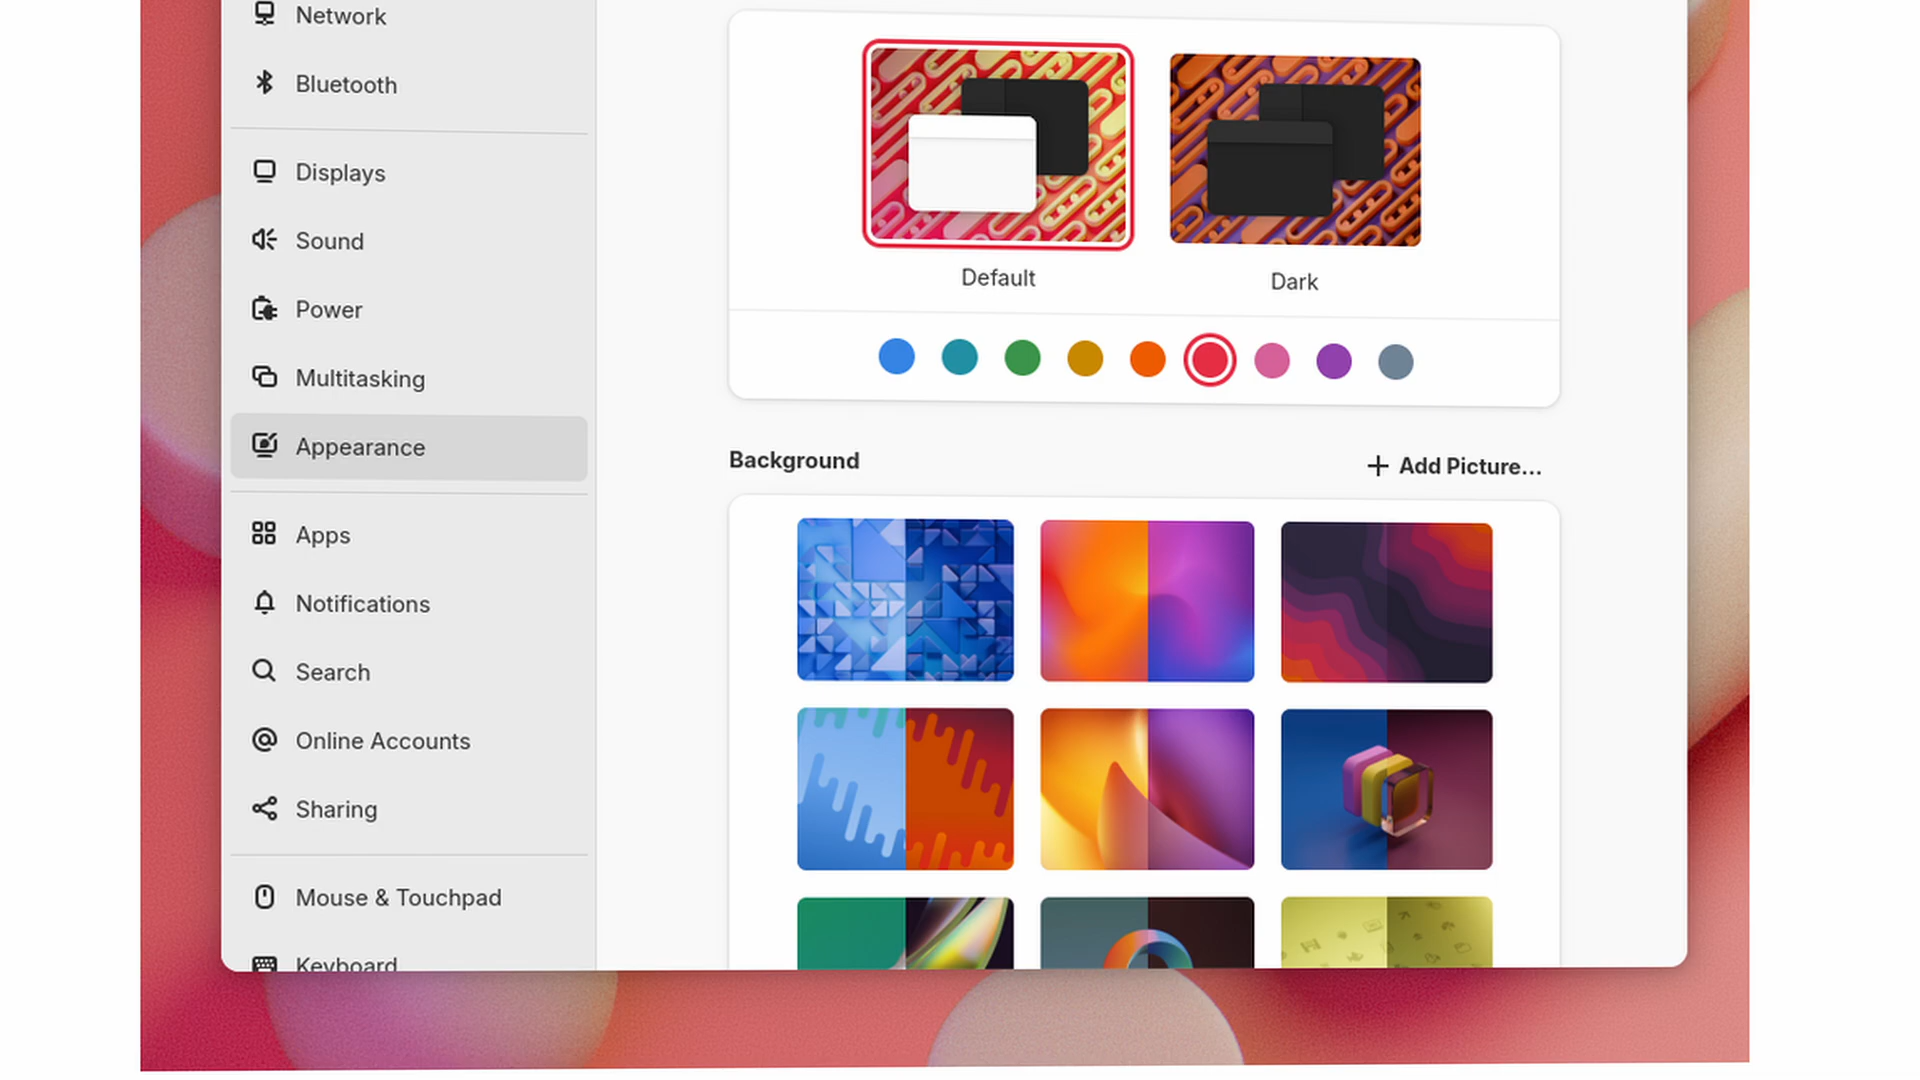 Network
Bluetooth
Displays
Sound
Power
Multitasking
Appearance
Apps
Notifications
Search
Online Accounts
Sharing
Mouse & Touchpad
Keyboard
Default
Dark
Background
Add Picture...